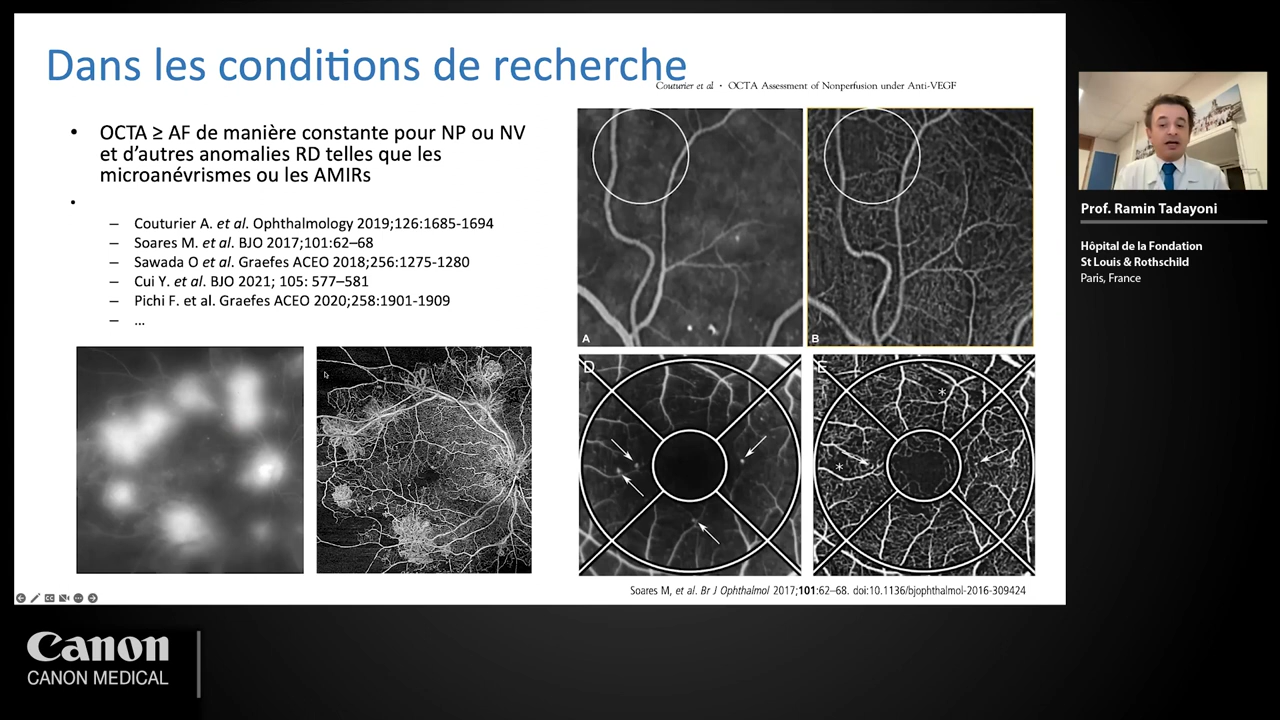 Dans les conditions de recherche
Couturier et al · OCTA Assessment of Nonperfusion under Anti-VEGF
• OCTA ≥ AF de manière constante pour NP ou NV
et d’autres anomalies RD telles que les
microanévrismes ou les AMIRs
•
– Couturier A. et al. Ophthalmology 2019;126:1685-1694
– Soares M. et al. BJO 2017;101:62–68
– Sawada O et al. Graefes ACEO 2018;256:1275-1280
– Cui Y. et al. BJO 2021; 105: 577–581
– Pichi F. et al. Graefes ACEO 2020;258:1901-1909
– ...
A
B
D
E
* 
*
Soares M, et al. Br J Ophthalmol 2017;101:62–68. doi:10.1136/bjophthalmol-2016-309424
Prof. Ramin Tadayoni
Hôpital de la Fondation
St Louis & Rothschild
Paris, France
Canon
CANON MEDICAL